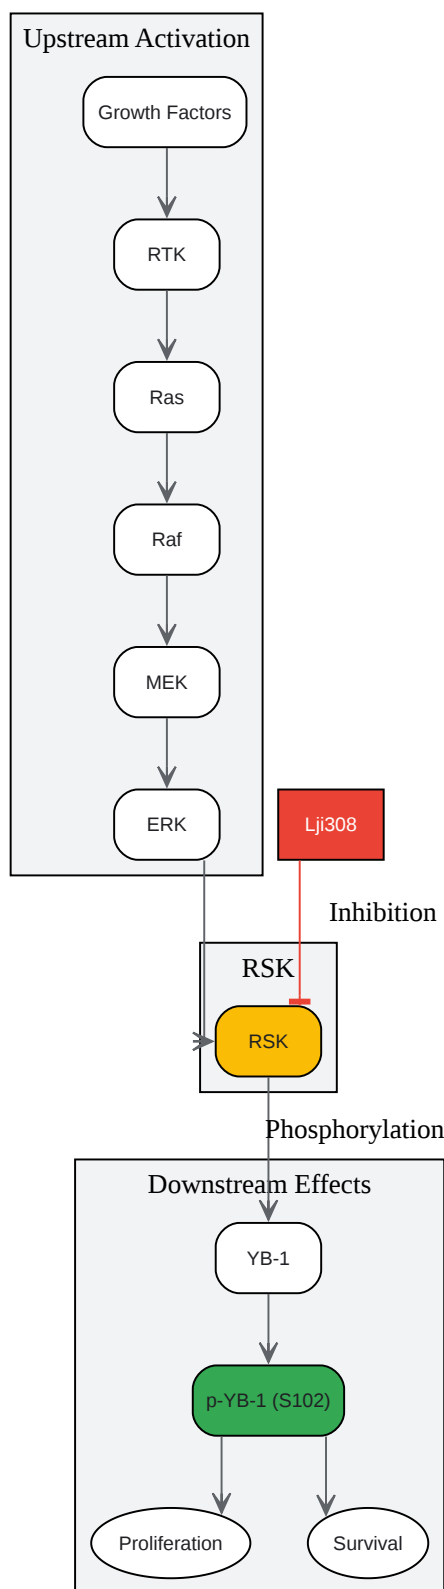 Upstream Activation
Growth Factors
RTK
Ras
Raf
MEK
ERK
Lji308
Inhibition
RSK
RSK
Phosphorylation
Downstream Effects
YB-1
p-YB-1 (S102)
Proliferation
Survival